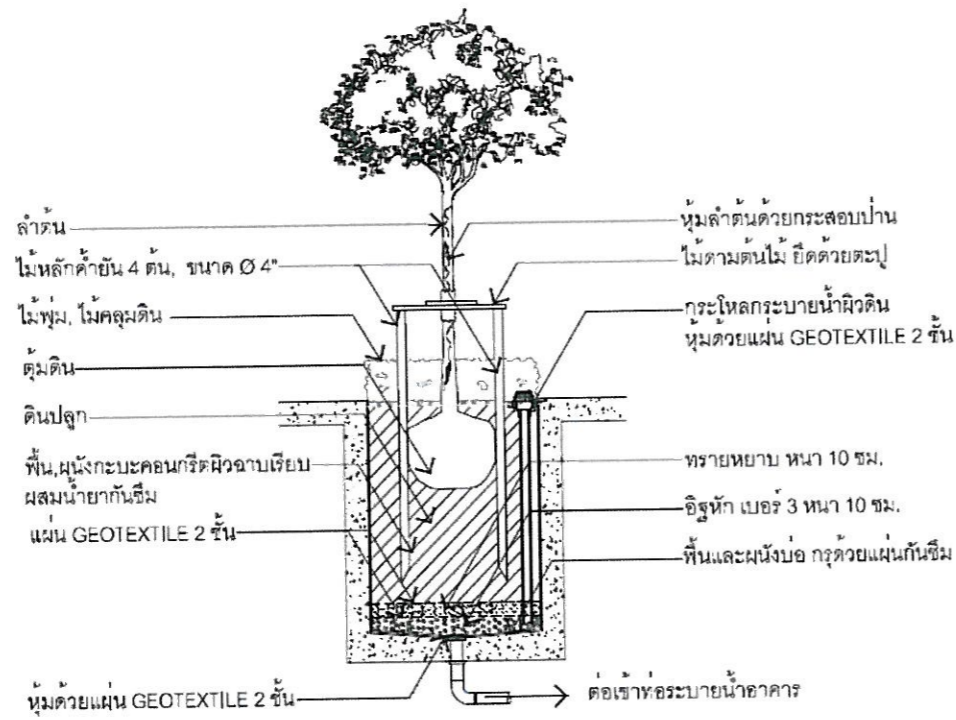 ลำต้น
ไม้หลักค้ำยัน 4 ต้น, ขนาด Ø 4"
ไม้พุ่ม, ไม้คลุมดิน
ตุ้มดิน
ดินปลูก
พื้น,ผนังกะบะคอนกรีตผิวฉาบเรียบ
ผสมน้ำยากันซึม
แผ่น GEOTEXTILE 2 ชั้น
หุ้มด้วยแผ่น GEOTEXTILE 2 ชั้น
หุ้มลำต้นด้วยกระสอบป่าน
ไม้ดามต้นไม้ ยึดด้วยตะปู
กระโหลกระบายน้ำผิวดิน
หุ้มด้วยแผ่น GEOTEXTILE 2 ชั้น
ทรายหยาบ หนา 10 ซม.
อิฐหัก เบอร์ 3 หนา 10 ซม.
พื้นและผนังบ่อ กรุด้วยแผ่นกันซึม
ต่อเข้าท่อระบายน้ำอาคาร